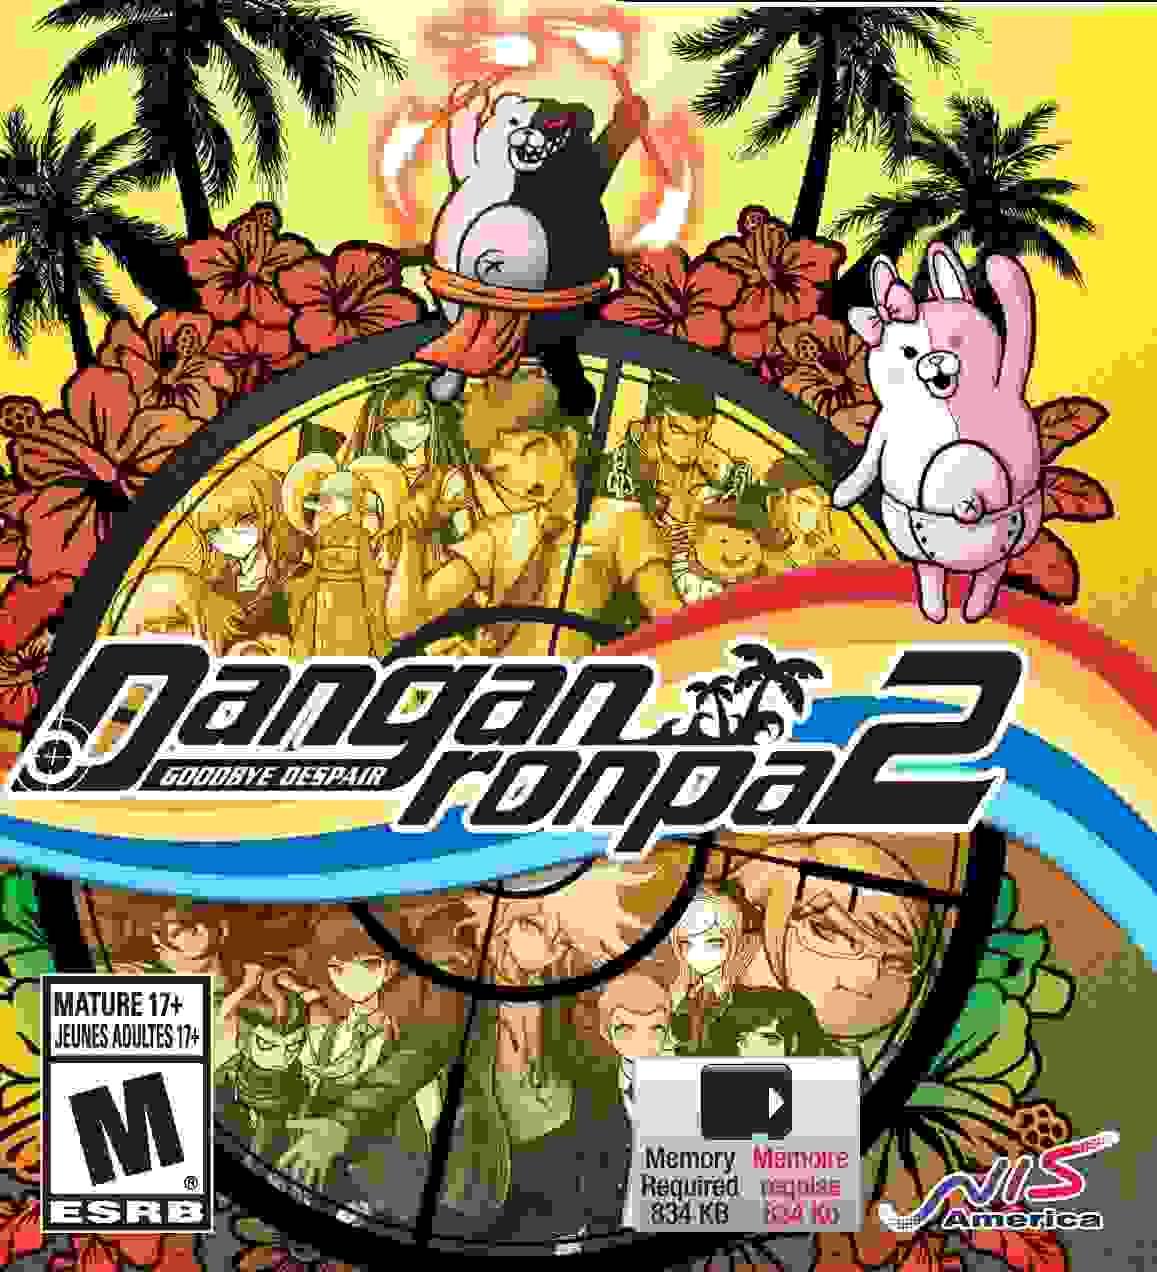 Dangan
ronpa 2
GOODBYE DESPAIR
MATURE 17+
JEUNES ADULTES 17+
M
®
ESRB
Memory
Required
834 KB
Mémoire
requise
834 Ko
NIS
America